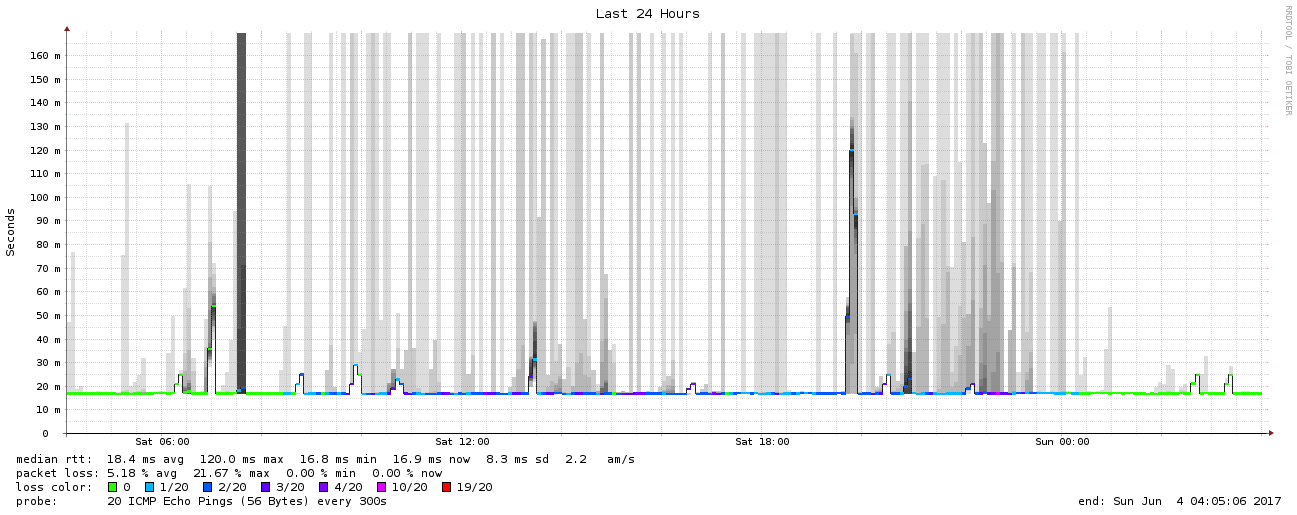 Last 24 Hours
RRDTOOL / TOBI OETIKER
Seconds
160 m
150 m
140 m
130 m
120 m
110 m
100 m
90 m
80 m
70 m
60 m
50 m
40 m
30 m
20 m
10 m
0
Sat 06:00 Sat 12:00 Sat 18:00 Sun 00:00
median rtt: 18.4 ms avg 120.0 ms max 16.8 ms min 16.9 ms now 8.3 ms sd 2.2 am/s
packet loss: 5.18 % avg 21.67 % max 0.00 % min 0.00 % now
loss color: 0 1/20 2/20 3/20 4/20 10/20 19/20
probe: 20 ICMP Echo Pings (56 Bytes) every 300s end: Sun Jun 4 04:05:06 2017